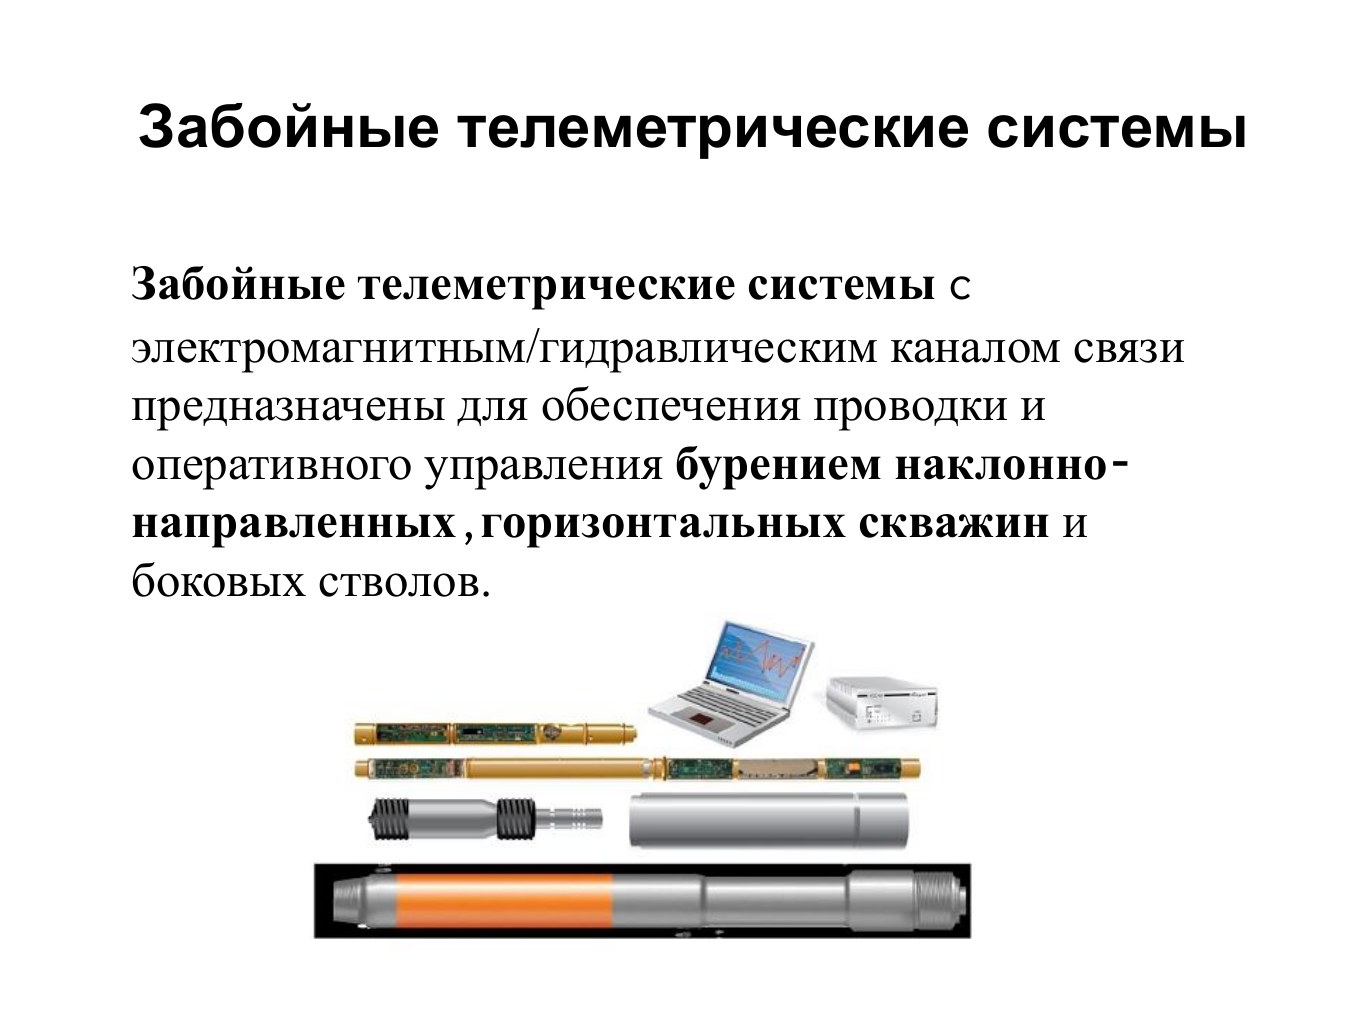 Забойные телеметрические системы
Забойные телеметрические системы с
электромагнитным/гидравлическим каналом связи
предназначены для обеспечения проводки и
оперативного управления бурением наклонно-
направленных,горизонтальных скважин и
боковых стволов.